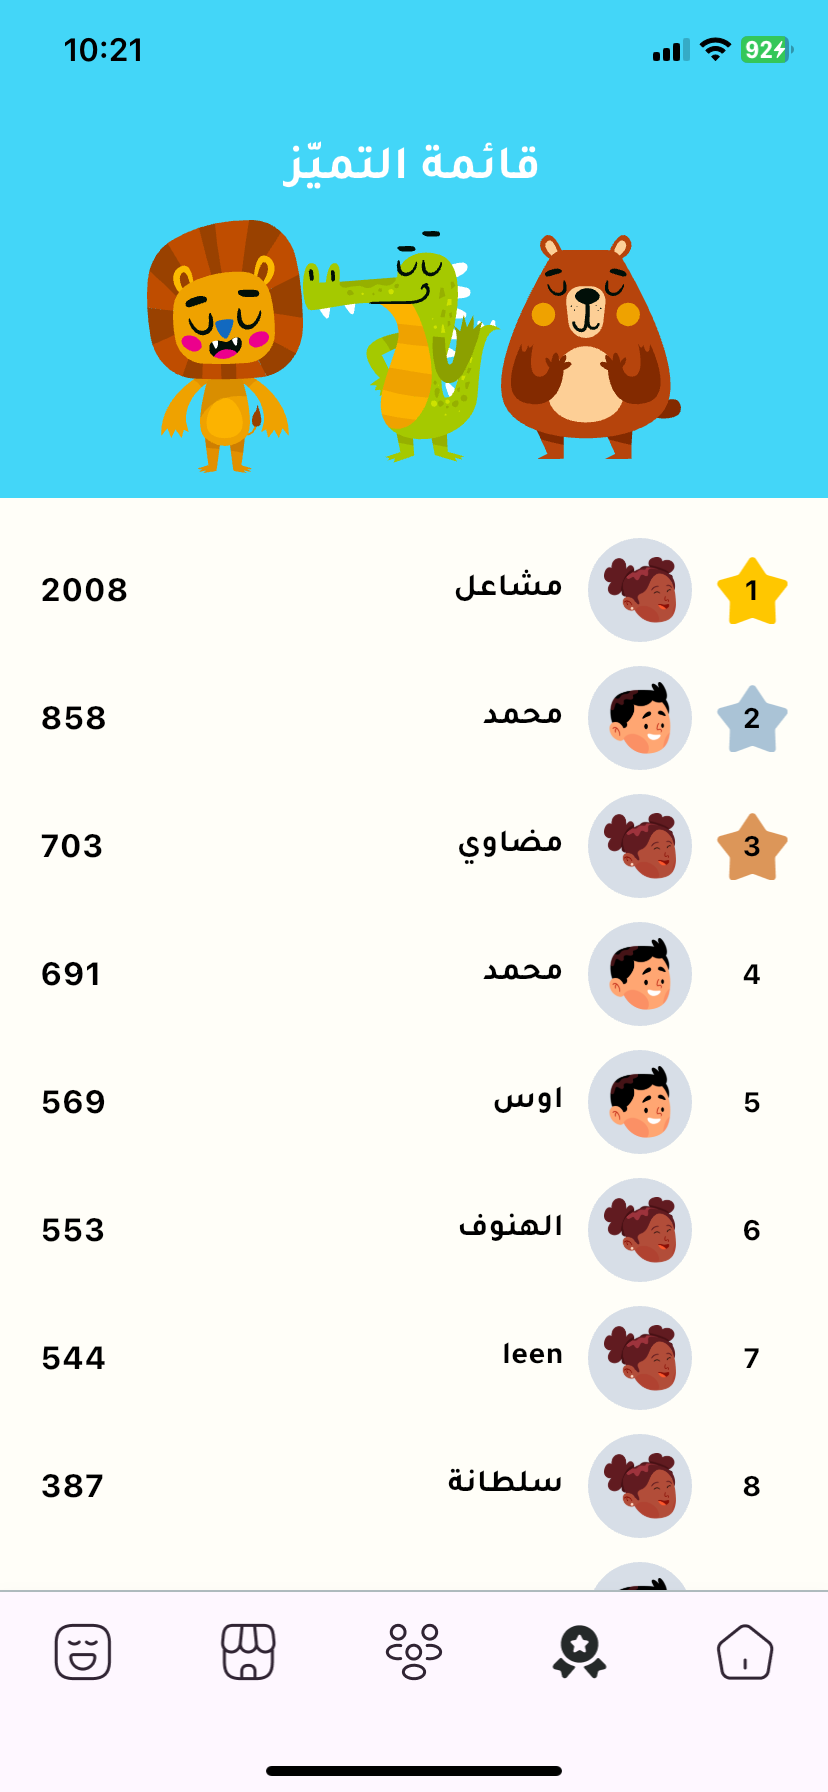 10:21
92
قائمة التميّز
1 مشاعل 2008
2 محمد 858
3 مضاوي 703
4 محمد 691
5 اوس 569
6 الهنوف 553
7 leen 544
8 سلطانة 387